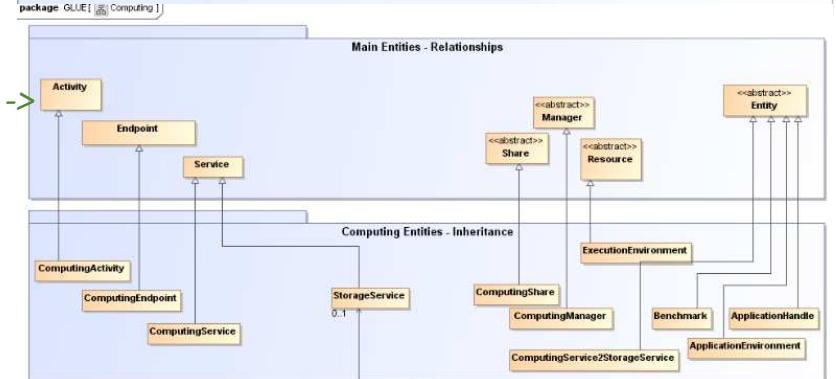 package GLUE[ Computing ]
Main Entities - Relationships
->
Activity
Endpoint
Service
<<abstract>>
Manager
<<abstract>>
Share
<<abstract>>
Resource
<<abstract>>
Entity
Computing Entities - Inheritance
ComputingActivity
ComputingEndpoint
ComputingService
StorageService
0..1
ComputingShare
ComputingManager
ExecutionEnvironment
ComputingService2StorageService
Benchmark
ApplicationEnvironment
ApplicationHandle